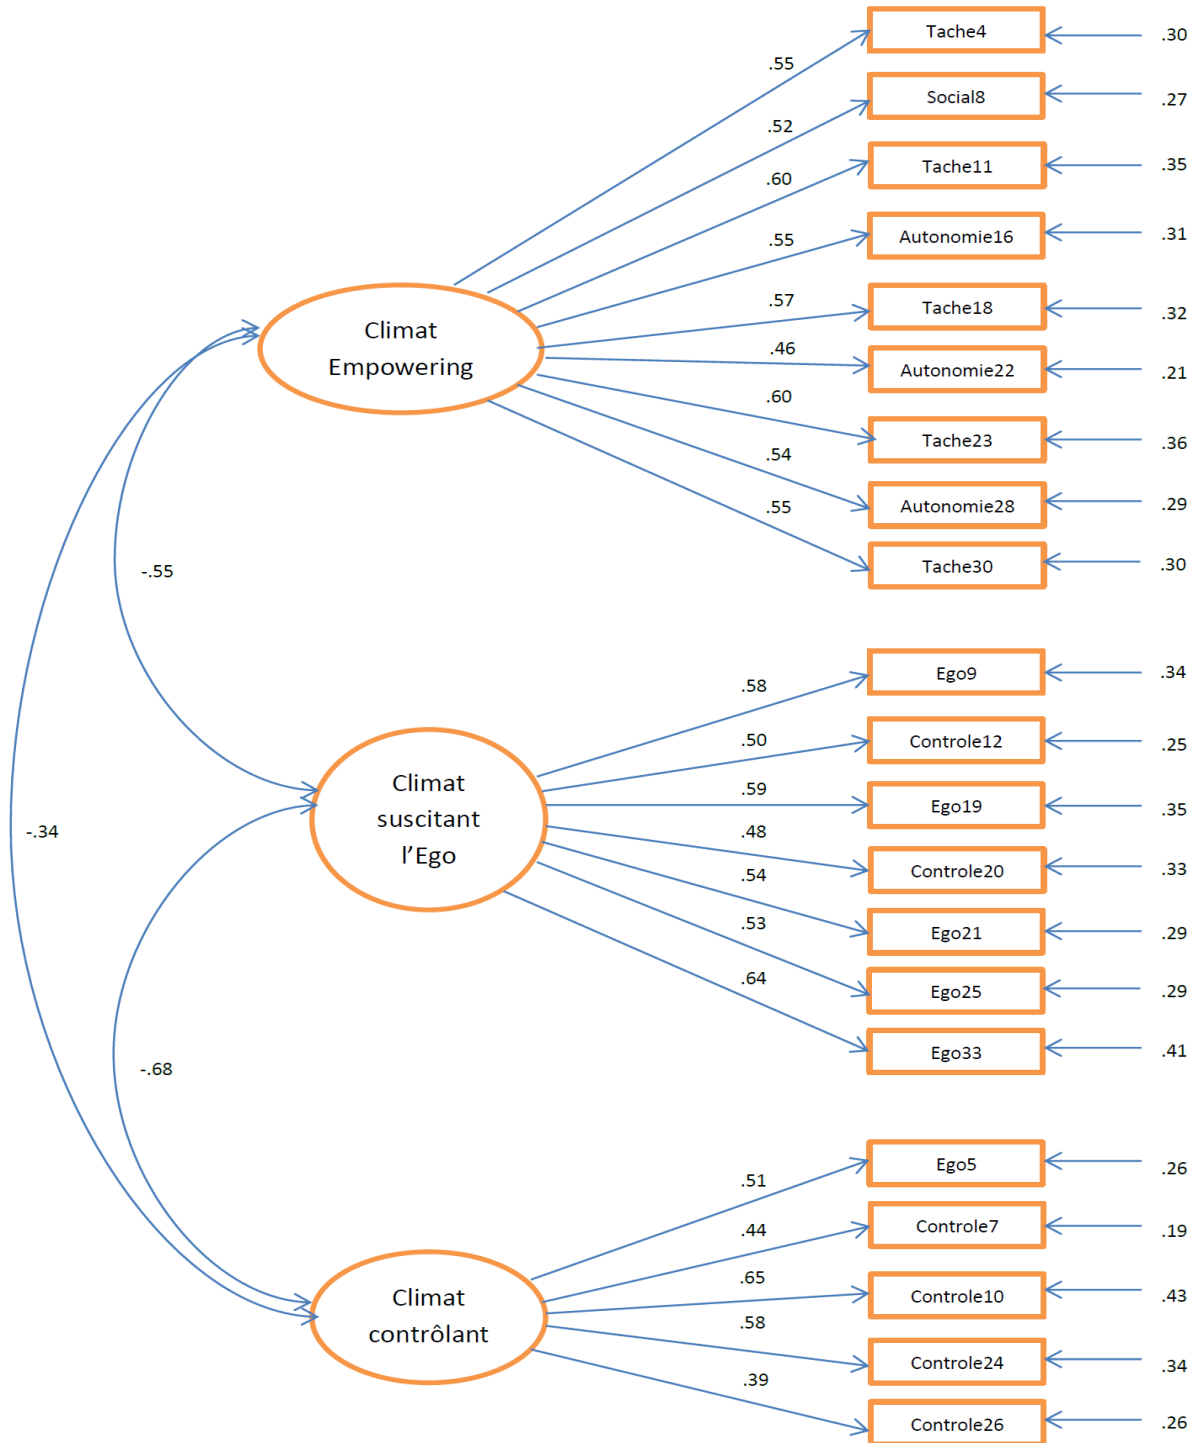 Tache4
.30
.55
Social8
.27
.52
Tache11
.35
.60
Autonomie16
.31
.55
Tache18
.32
.57
Climat
Empowering
.46
Autonomie22
.21
.60
Tache23
.36
.54
Autonomie28
.29
.55
Tache30
.30
-.55
Ego9
.34
.58
Controle12
.25
.50
Climat
suscitant
l’Ego
.59
Ego19
.35
.48
Controle20
.33
.54
Ego21
.29
.53
Ego25
.29
.64
Ego33
.41
-.34
-.68
Ego5
.26
.51
Controle7
.19
.44
Climat
contrôlant
.65
Controle10
.43
.58
Controle24
.34
.39
Controle26
.26